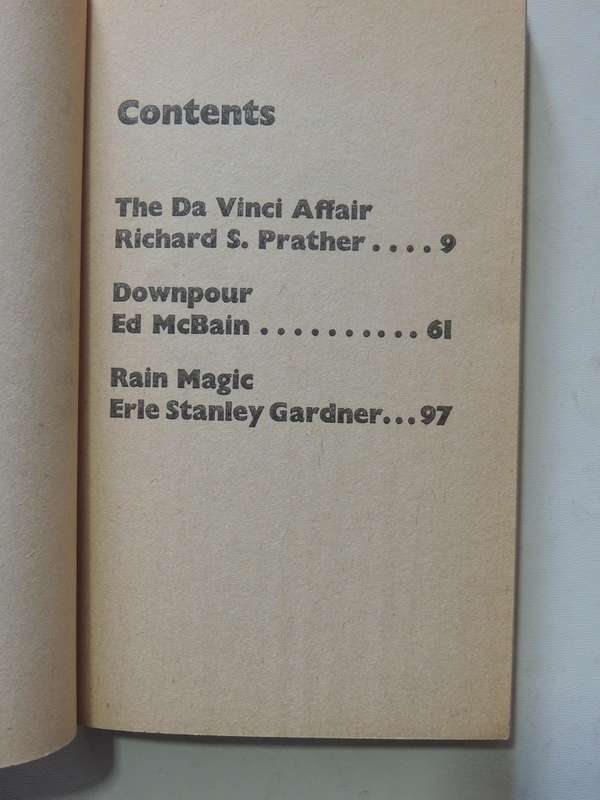 Contents
The Da Vinci Affair
Richard S. Prather .... 9
Downpour
Ed McBain .......... 61
Rain Magic
Erle Stanley Gardner...97